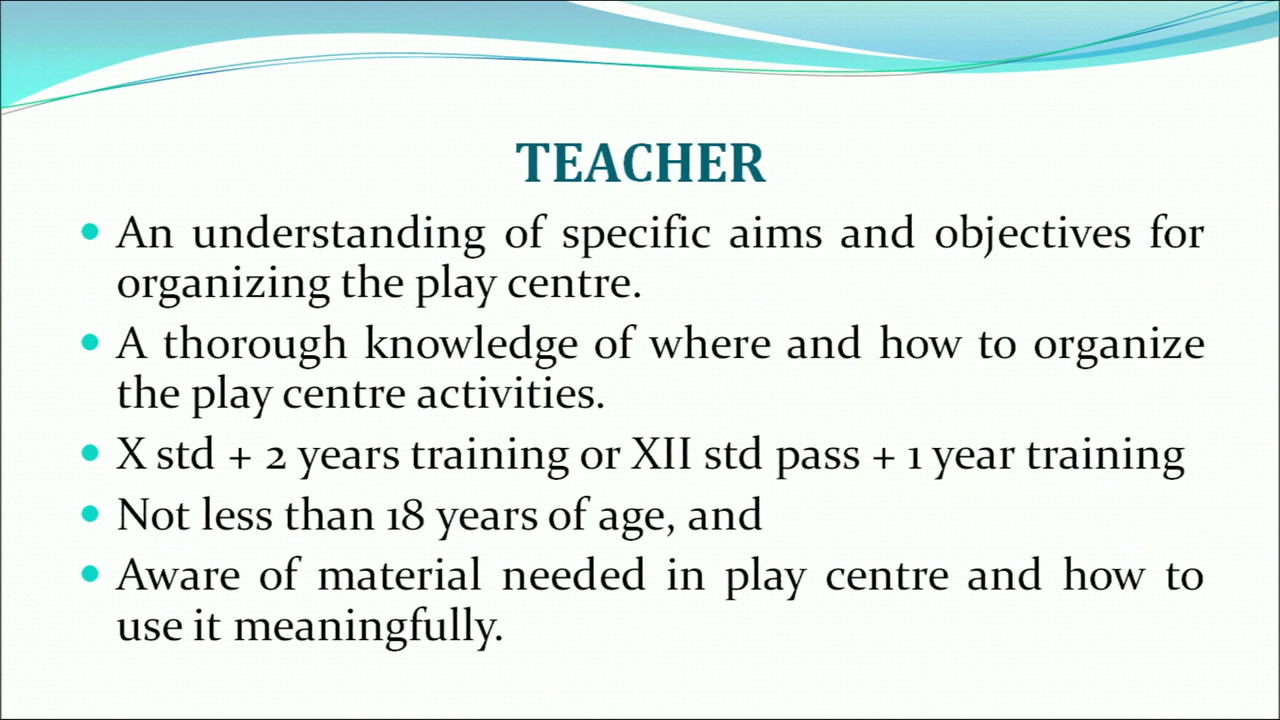 TEACHER
• An understanding of specific aims and objectives for
organizing the play centre.
• A thorough knowledge of where and how to organize
the play centre activities.
• X std + 2 years training or XII std pass + 1 year training
• Not less than 18 years of age, and
• Aware of material needed in play centre and how to
use it meaningfully.